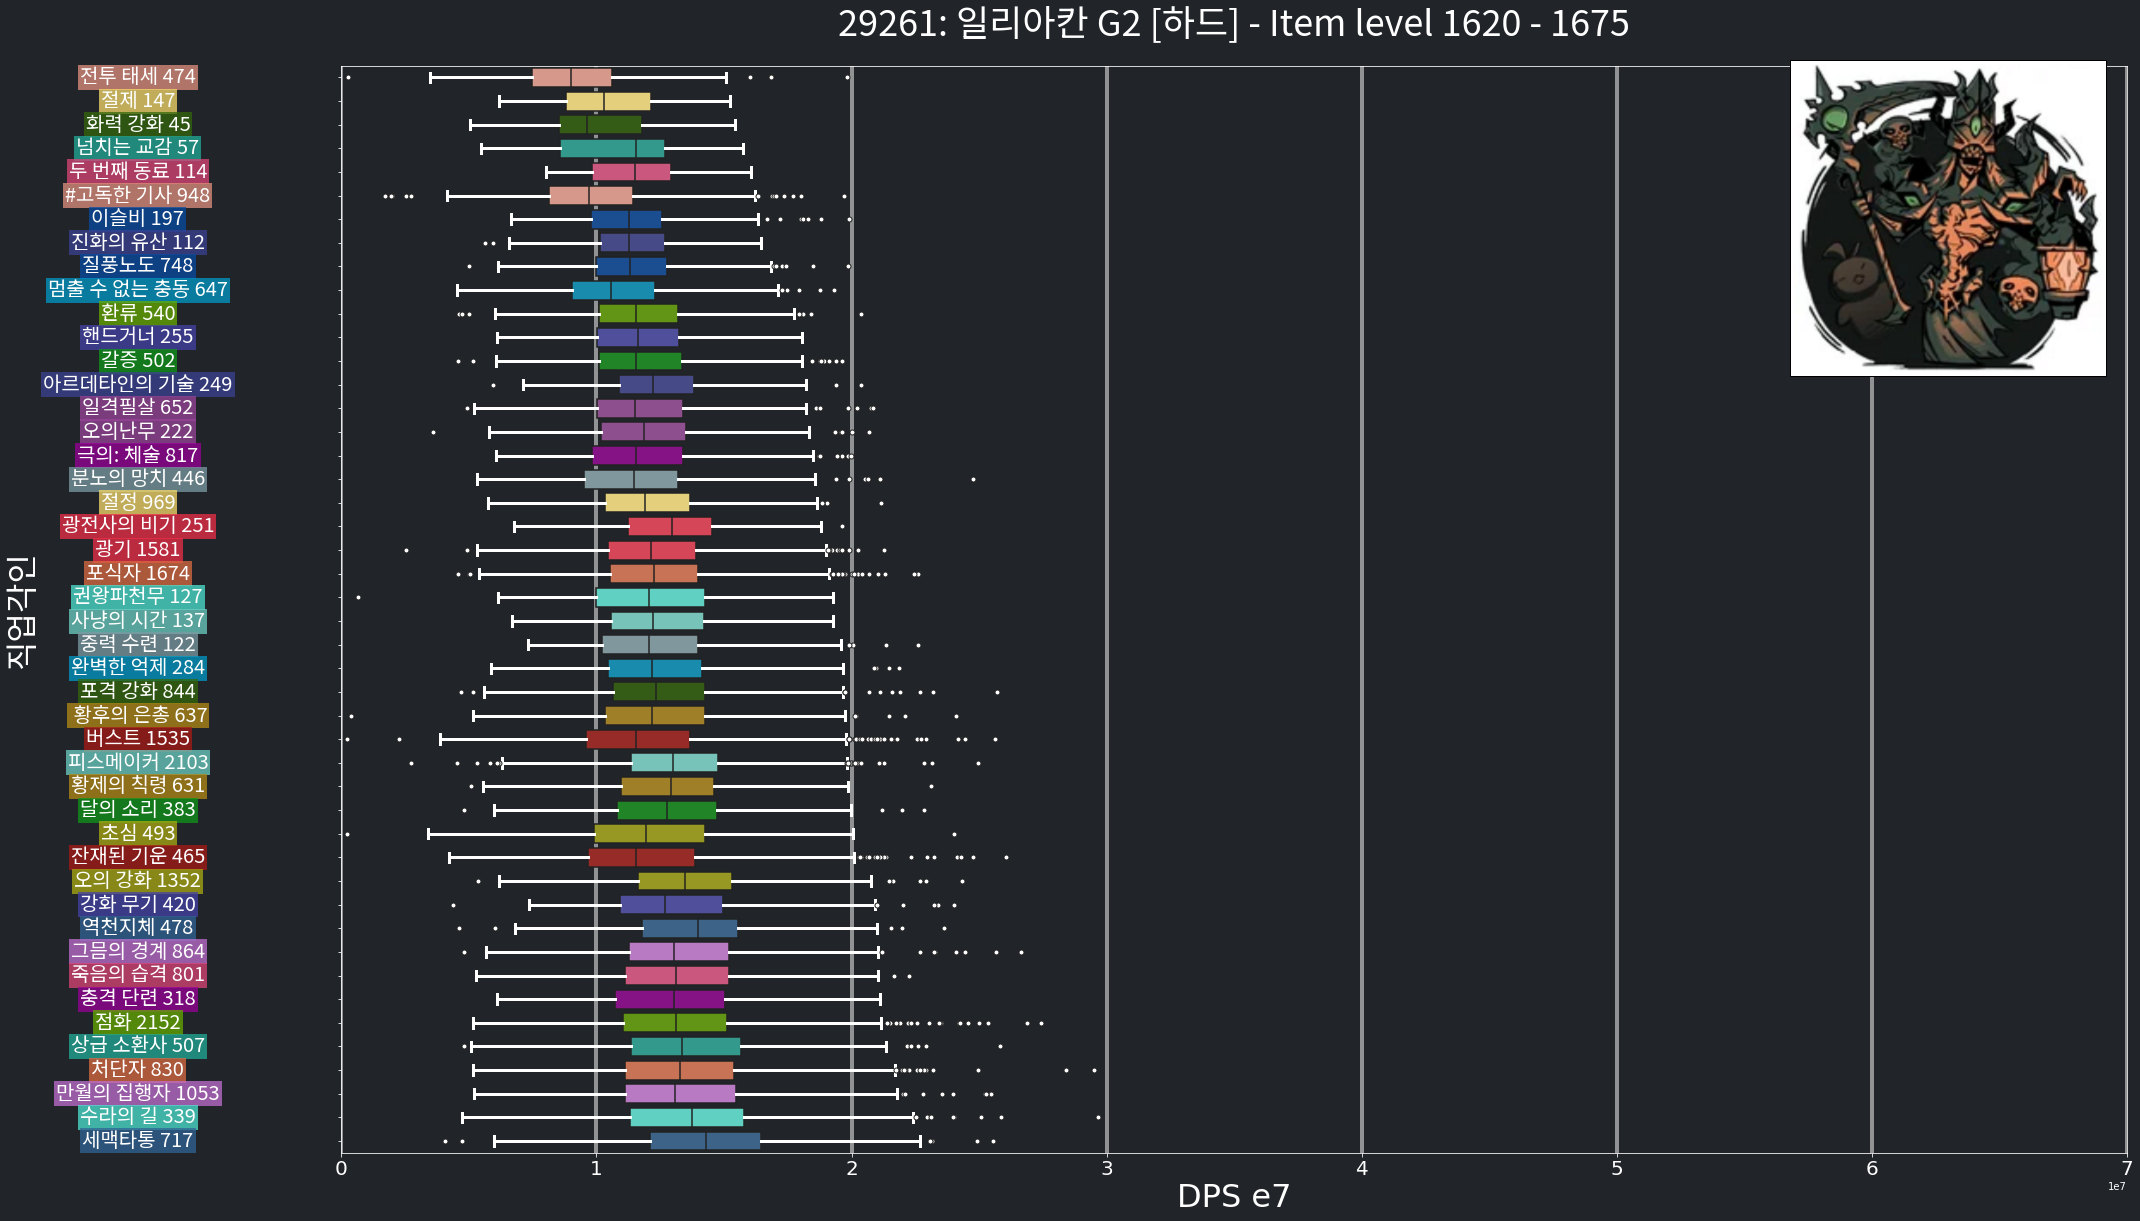 29261: 일리아칸 G2 [하드] - Item level 1620 - 1675
직업각인
전투 태세 474
절제 147
화력 강화 45
넘치는 교감 57
두 번째 동료 114
#고독한 기사 948
이슬비 197
진화의 유산 112
질풍노도 748
멈출 수 없는 충동 647
환류 540
핸드거너 255
갈증 502
아르데타인의 기술 249
일격필살 652
오의난무 222
극의: 체술 817
분노의 망치 446
절정 969
광전사의 비기 251
광기 1581
포식자 1674
권왕파천무 127
사냥의 시간 137
중력 수련 122
완벽한 억제 284
포격 강화 844
황후의 은총 637
버스트 1535
피스메이커 2103
황제의 칙령 631
달의 소리 383
초심 493
잔재된 기운 465
오의 강화 1352
강화 무기 420
역천지체 478
그믐의 경계 864
죽음의 습격 801
충격 단련 318
점화 2152
상급 소환사 507
처단자 830
만월의 집행자 1053
수라의 길 339
세맥타통 717
0 1 2 3 4 5 6 7
1e7
DPS e7